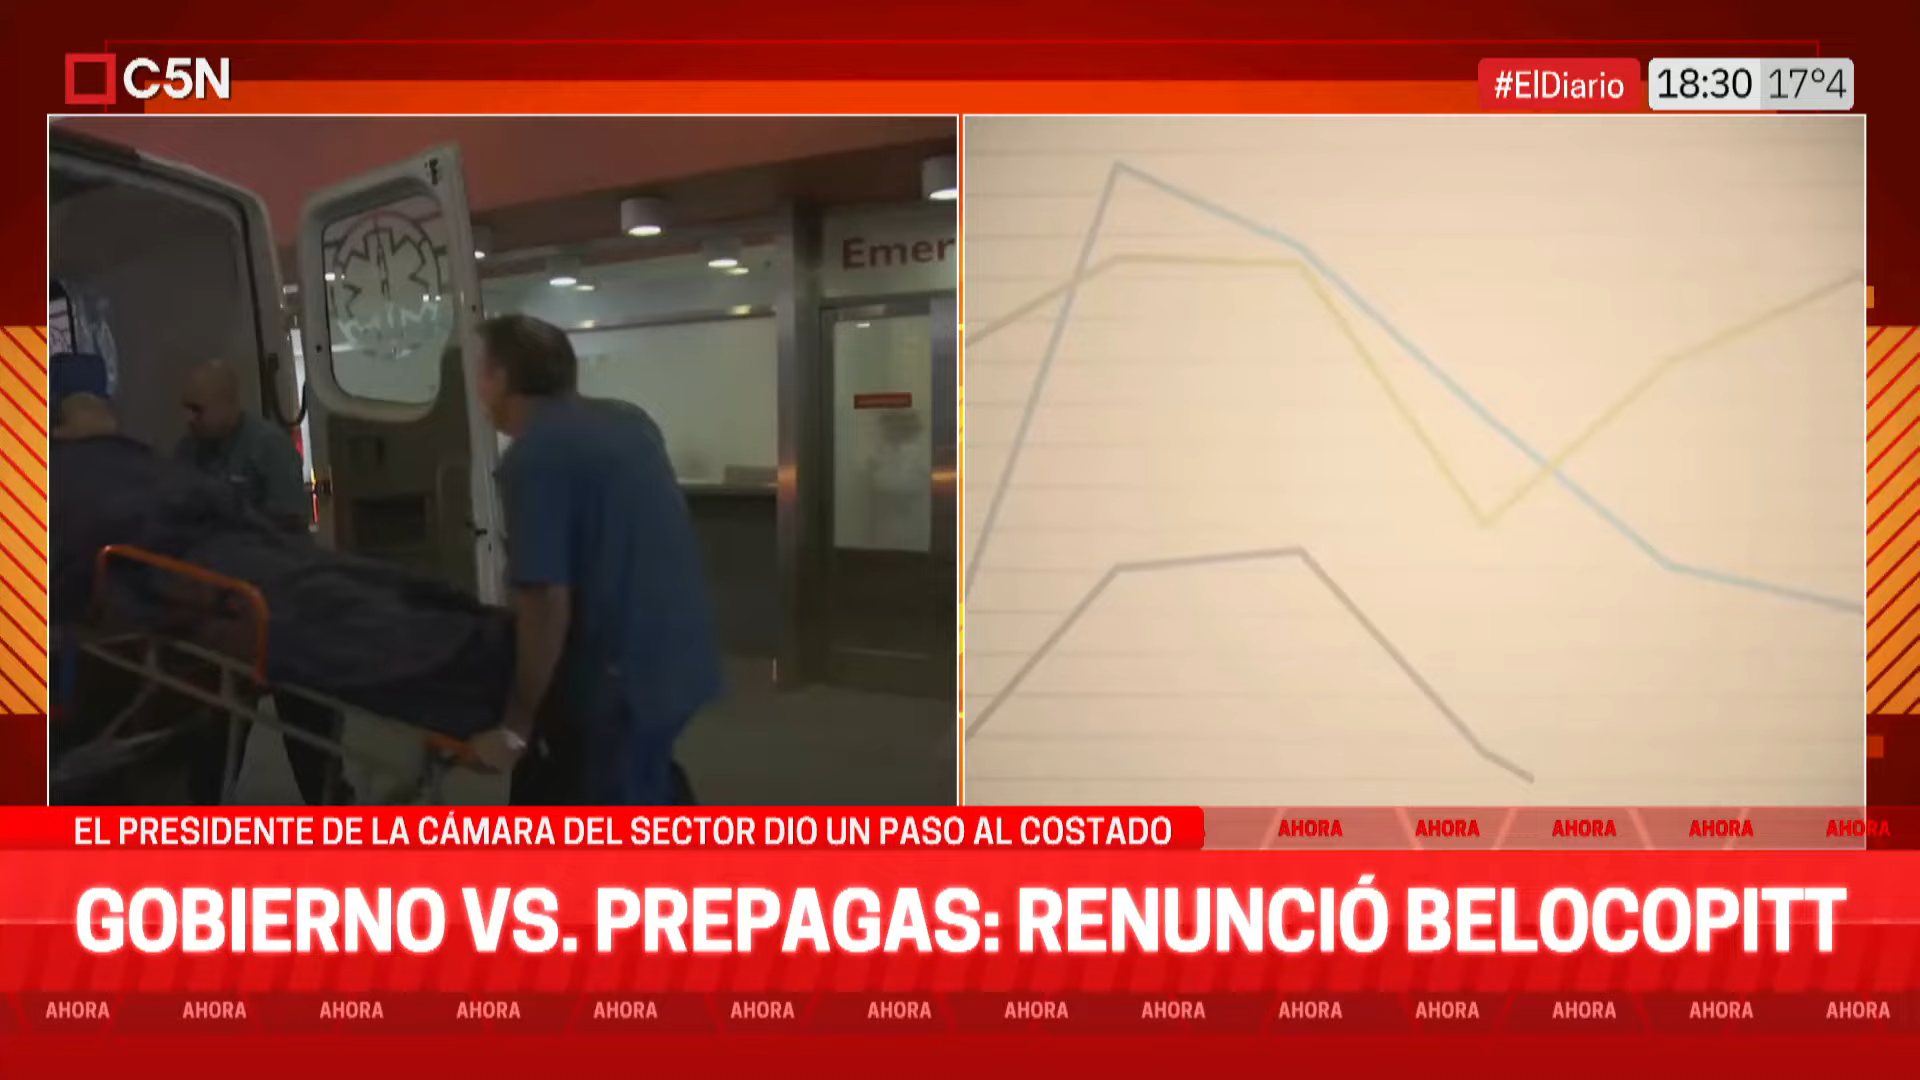 C5N
#ElDiario 18:30 17°4
Emer
EL PRESIDENTE DE LA CÁMARA DEL SECTOR DIO UN PASO AL COSTADO
AHORA AHORA AHORA AHORA AHORA
GOBIERNO VS. PREPAGAS: RENUNCIÓ BELOCOPITT
AHORA AHORA AHORA AHORA AHORA AHORA AHORA AHORA AHORA AHORA AHORA AHORA AHORA AHORA